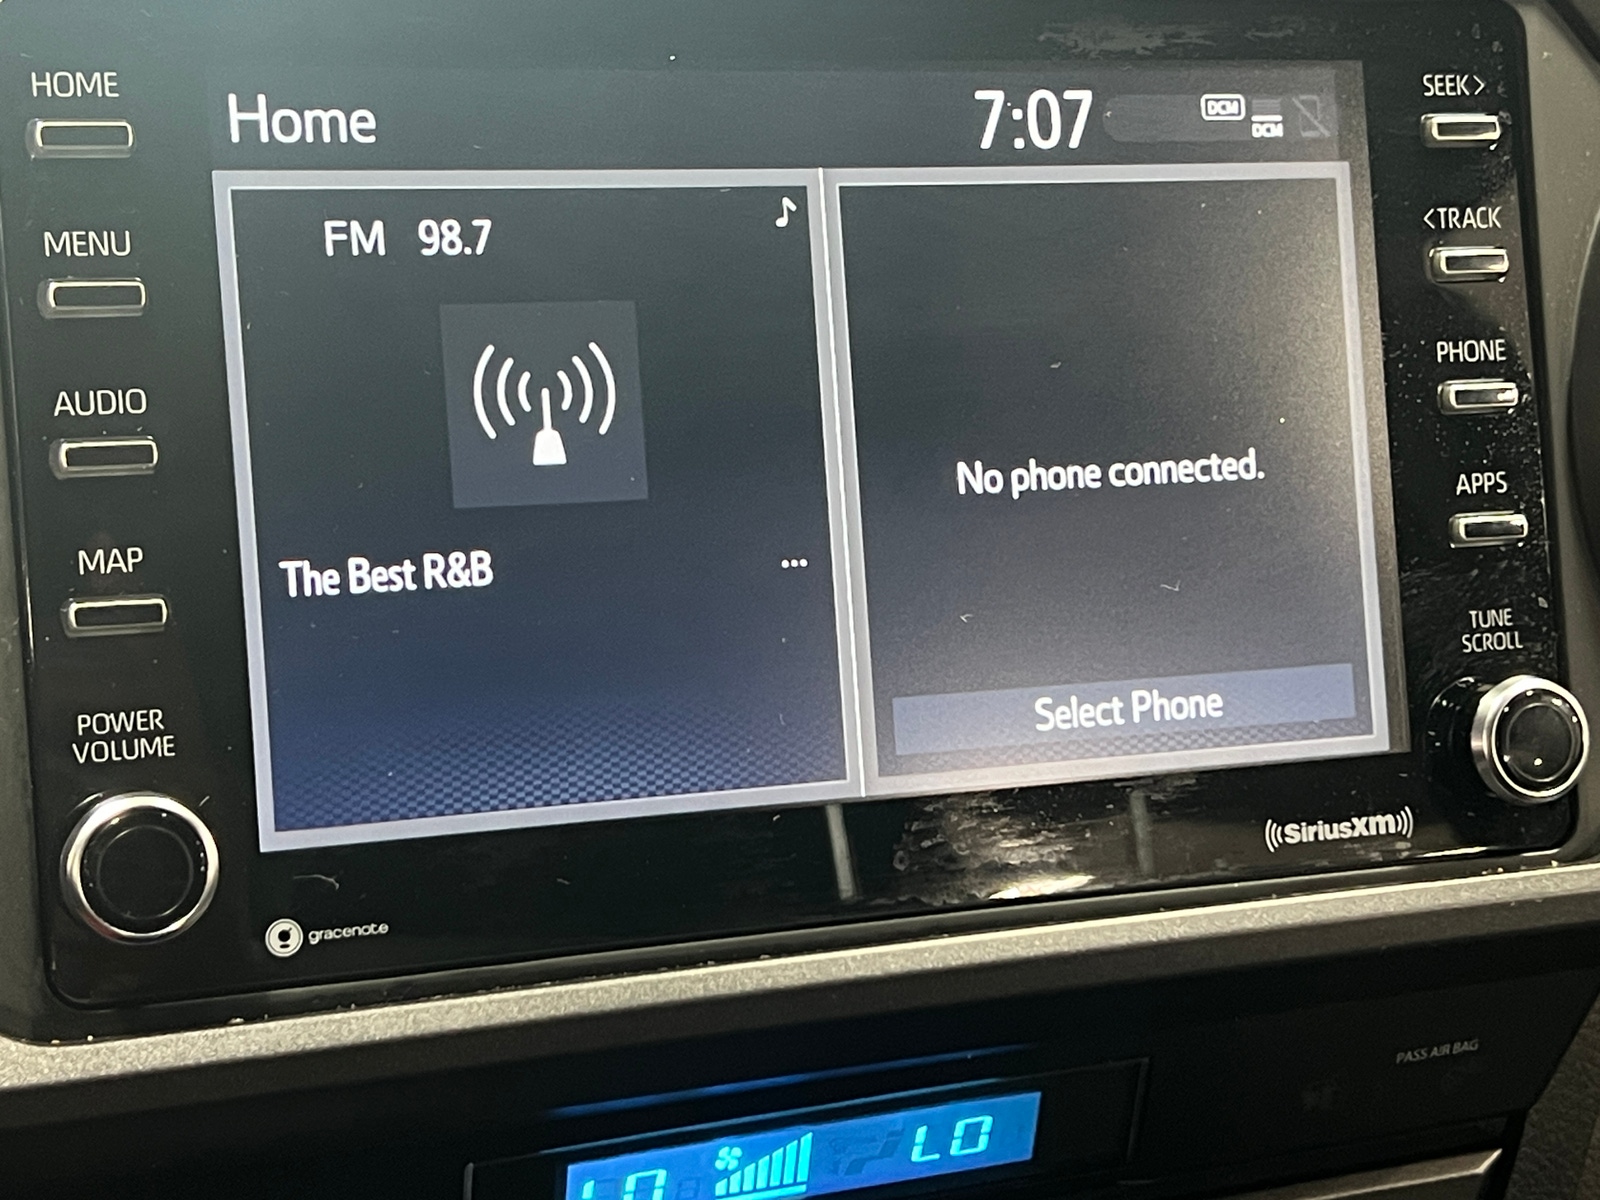 HOME
MENU
AUDIO
MAP
POWER
VOLUME
Home
7:07
DCM
DCM
FM 98.7
The Best R&B
...
No phone connected.
Select Phone
SEEK>
<TRACK
PHONE
APPS
TUNE
SCROLL
gracenote
((SiriusXm))
PASS AIR BAG
LO
LO